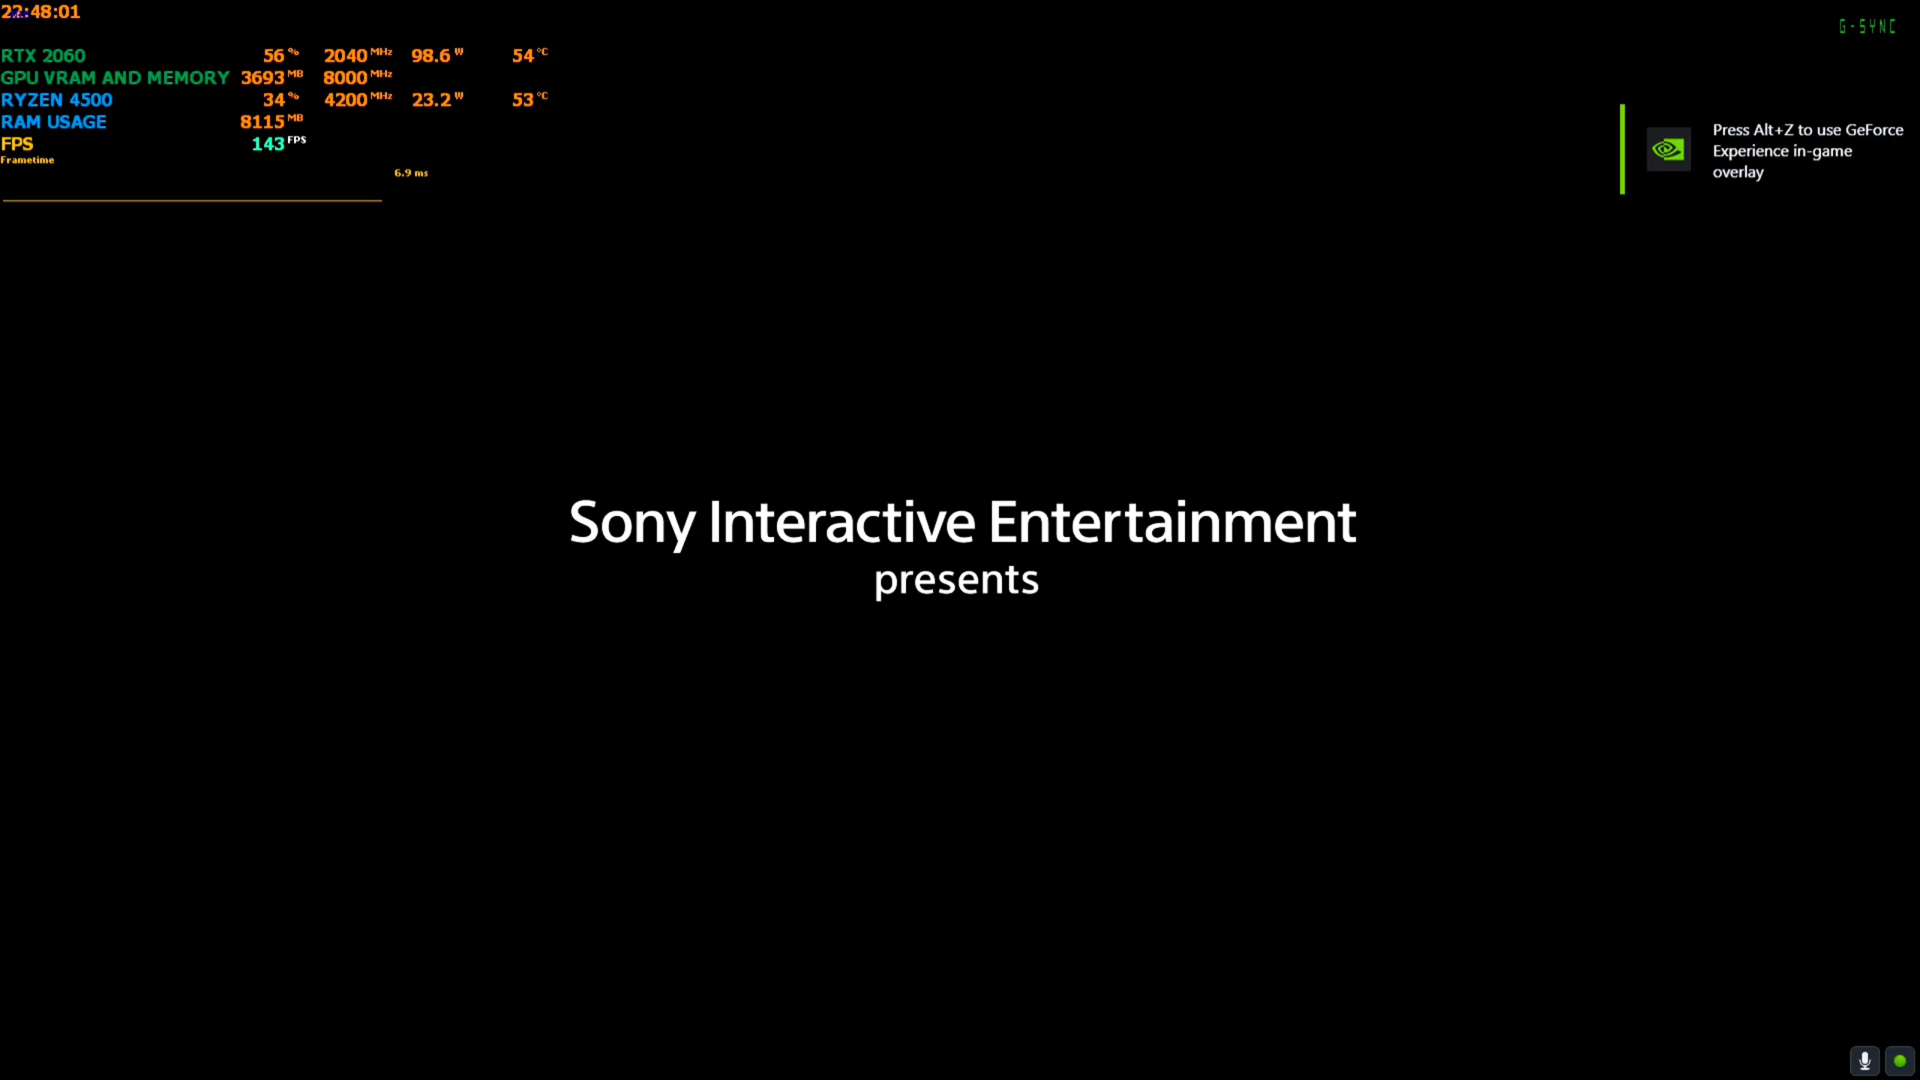 22:48:01
G-SYNC
RTX 2060 56 % 2040 MHz 98.6 W 54 °C
GPU VRAM AND MEMORY 3693 MB 8000 MHz
RYZEN 4500 34 % 4200 MHz 23.2 W 53 °C
RAM USAGE 8115 MB
FPS 143 FPS
Frametime
6.9 ms
Press Alt+Z to use GeForce
Experience in-game
overlay
Sony Interactive Entertainment
presents